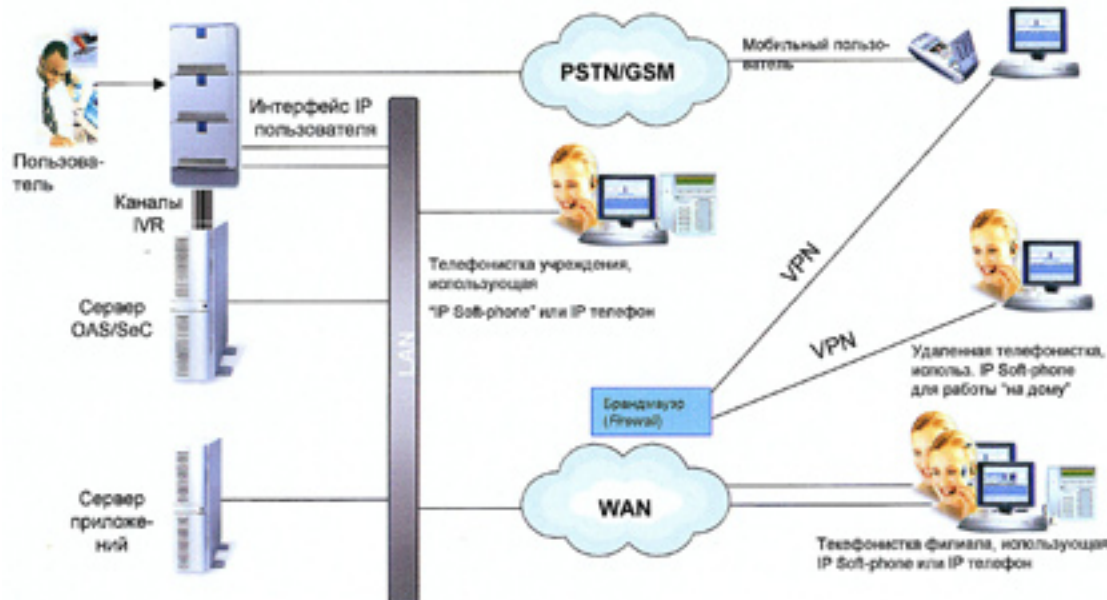 PSTN/GSM
Мобильный пользо-
ватель
Интерфейс IP
пользователя
Пользова-
тель
Каналы
IVR
Телефонистка учреждения,
использующая
"IP Soft-phone" или IP телефон
Сервер
OAS/SeC
LAN
VPN
VPN
Удаленная телефонистка,
использ. IP Soft-phone
для работы "на дому"
Брандмауэр
(Firewall)
WAN
Сервер
приложе-
ний
Текефонистка филиала, использующая
IP Soft-phone или IP телефон